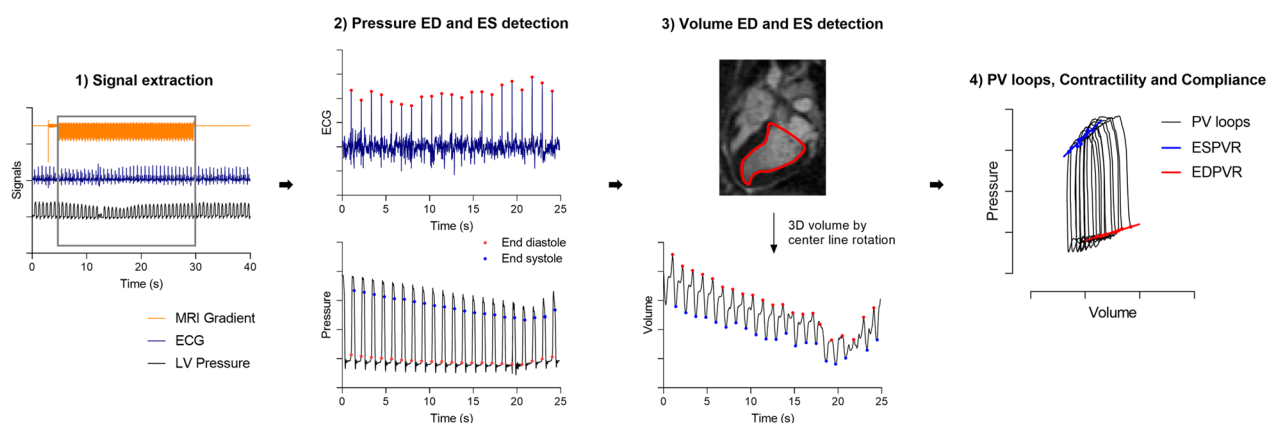 1) Signal extraction
Signals
0 10 20 30 40
Time (s)
MRI Gradient
ECG
LV Pressure
2) Pressure ED and ES detection
ECG
0 5 10 15 20 25
Time (s)
End diastole
End systole
Pressure
0 5 10 15 20 25
Time (s)
3) Volume ED and ES detection
3D volume by
center line rotation
Volume
0 5 10 15 20 25
Time (s)
4) PV loops, Contractility and Compliance
Pressure
PV loops
ESPVR
EDPVR
Volume